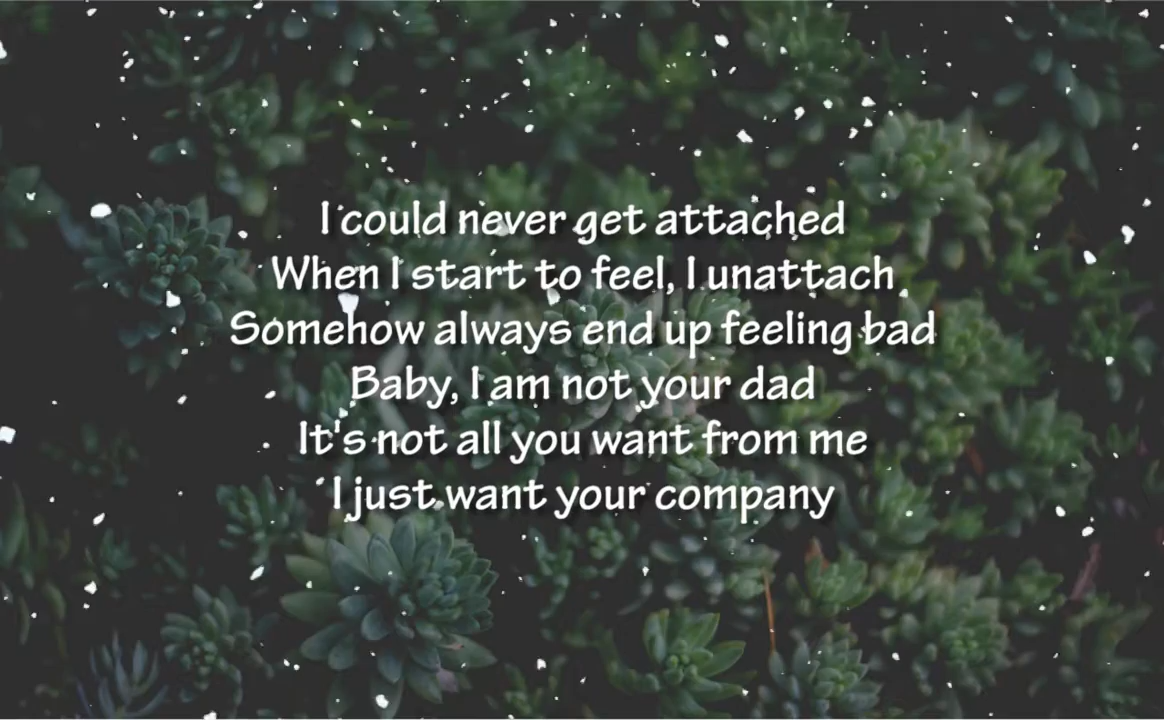 I could never get attached
When I start to feel, I unattach
Somehow always end up feeling bad
Baby, I am not your dad
It's not all you want from me
I just want your company